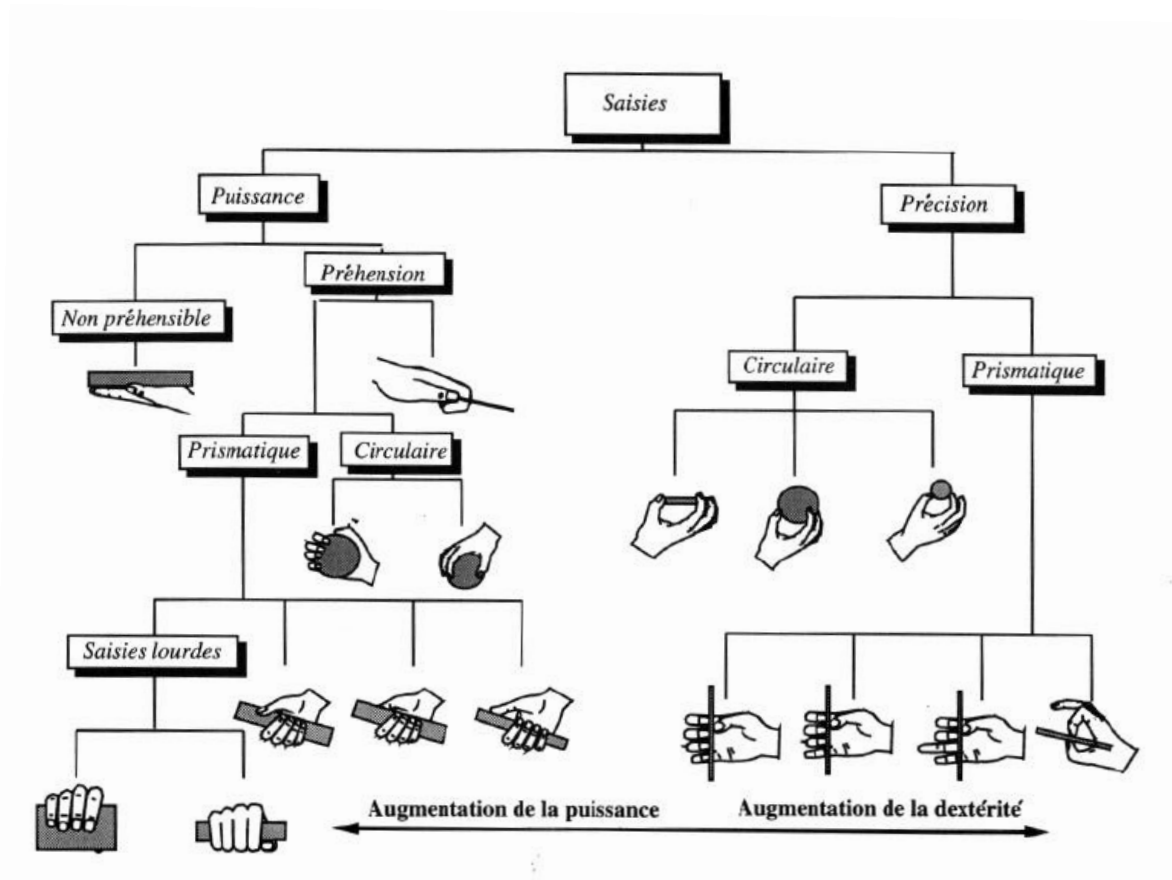 Saisies
Puissance
Précision
Préhension
Non préhensible
Circulaire
Prismatique
Prismatique
Circulaire
Saisies lourdes
Augmentation de la puissance
Augmentation de la dextérité